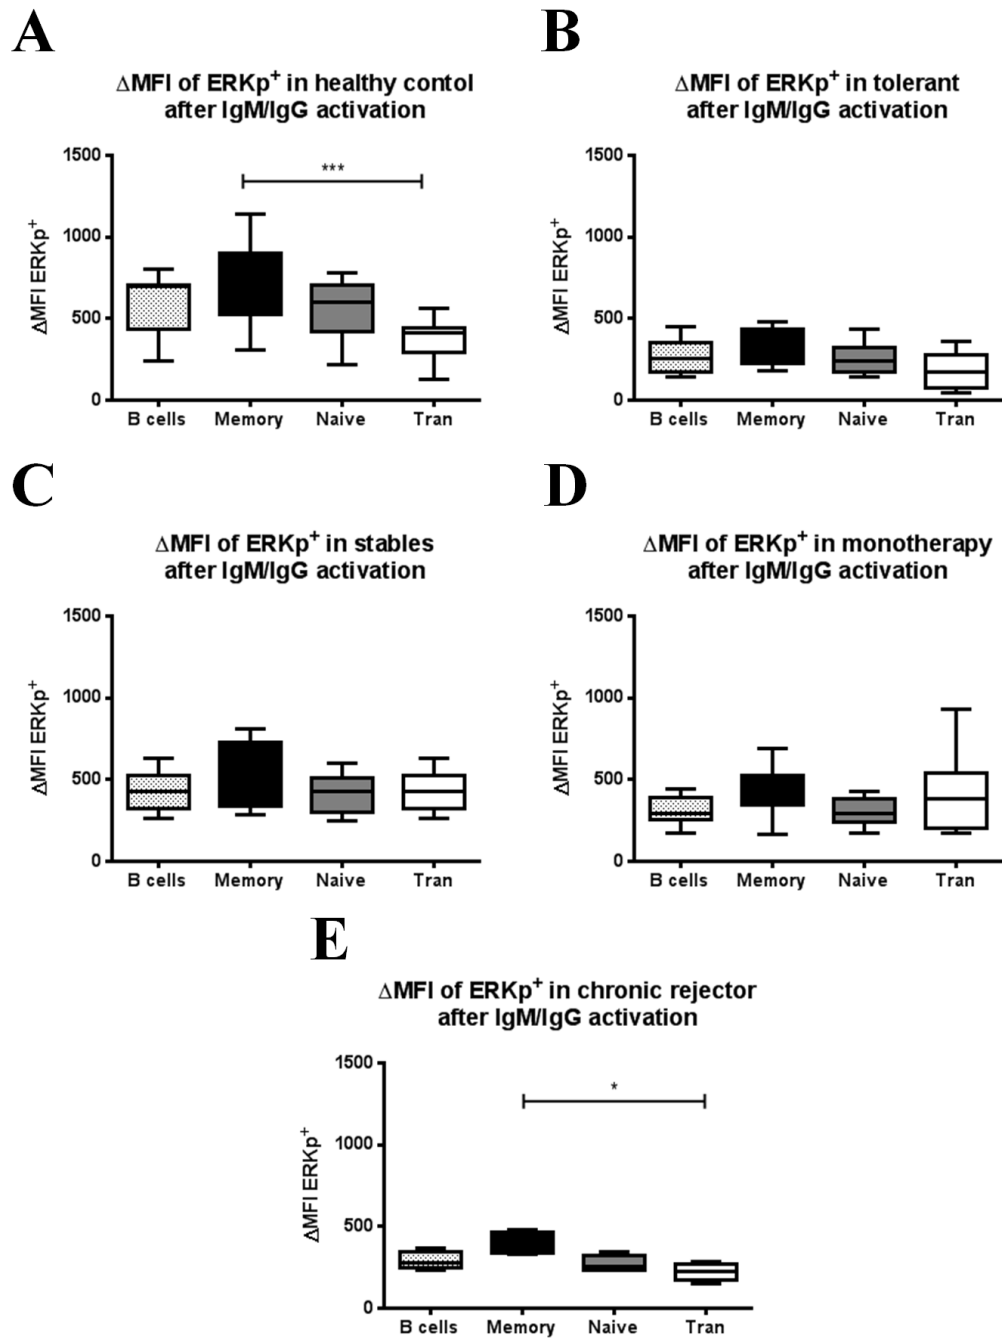 A
ΔMFI of ERKp+ in healthy contol
after IgM/IgG activation
ΔMFI ERKp+
1500
1000
500
0
***
B cells Memory Naive Tran
B
ΔMFI of ERKp+ in tolerant
after IgM/IgG activation
ΔMFI ERKp+
1500
1000
500
0
B cells Memory Naive Tran
C
ΔMFI of ERKp+ in stables
after IgM/IgG activation
ΔMFI ERKp+
1500
1000
500
0
B cells Memory Naive Tran
D
ΔMFI of ERKp+ in monotherapy
after IgM/IgG activation
ΔMFI ERKp+
1500
1000
500
0
B cells Memory Naive Tran
E
ΔMFI of ERKp+ in chronic rejector
after IgM/IgG activation
ΔMFI ERKp+
1500
1000
500
0
*
B cells Memory Naive Tran